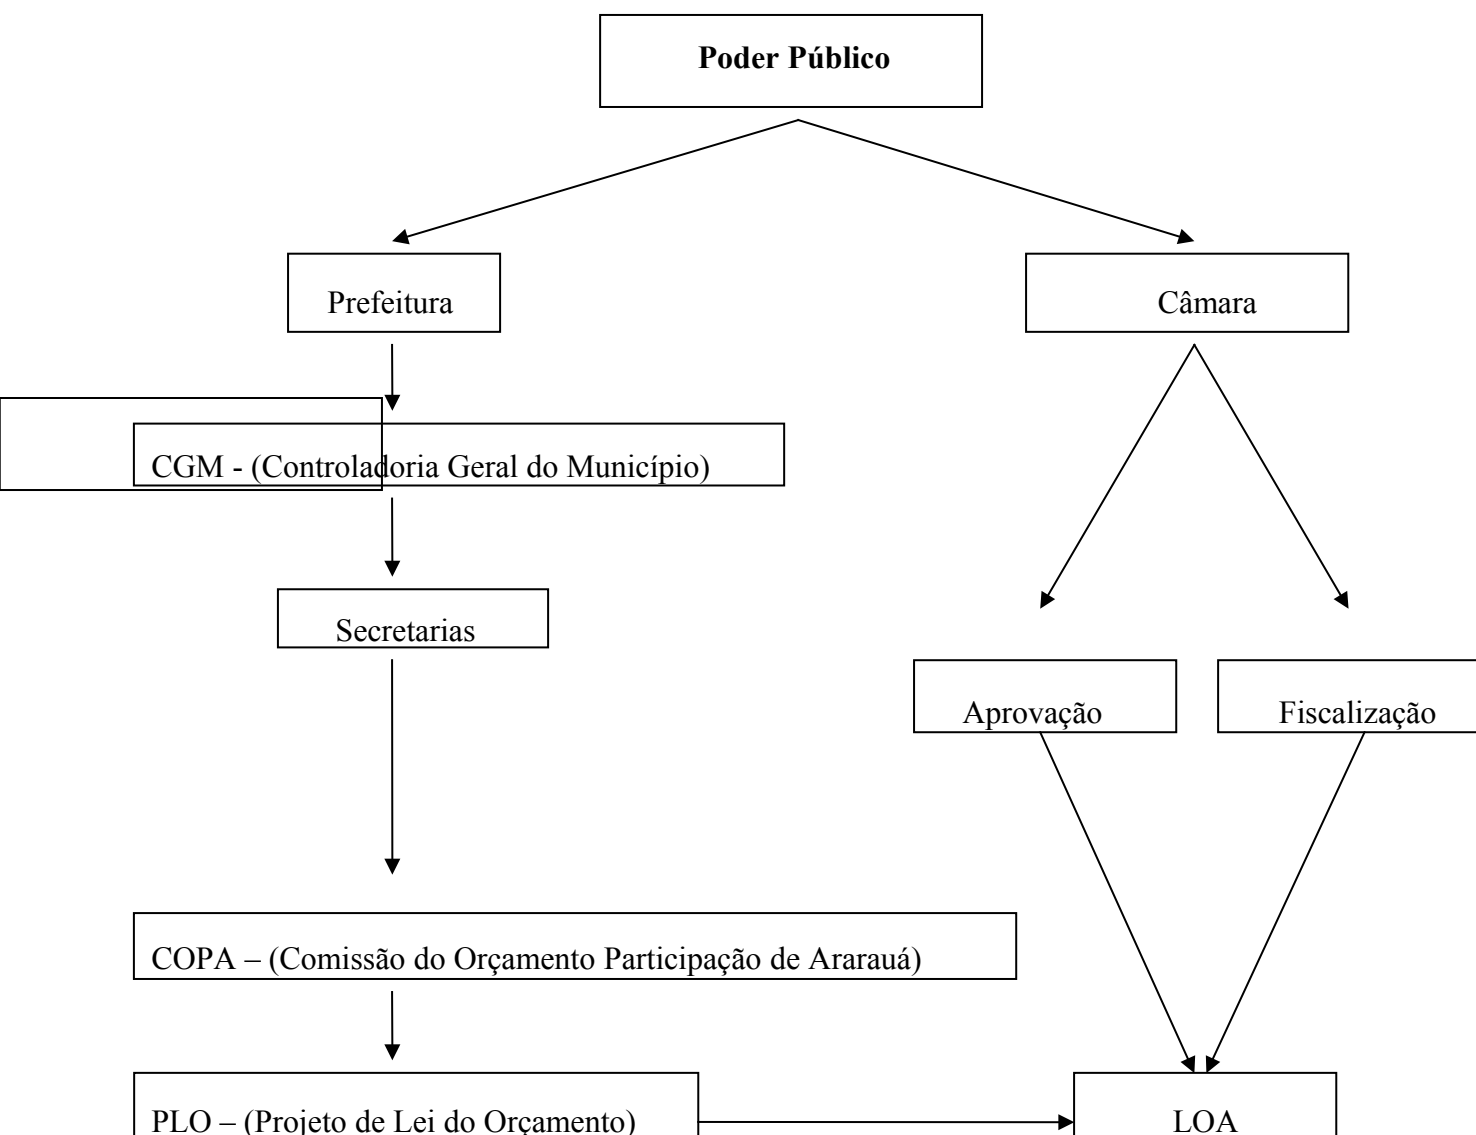 Poder Público
Prefeitura
Câmara
CGM - (Controladoria Geral do Município)
Secretarias
Aprovação
Fiscalização
COPA – (Comissão do Orçamento Participação de Ararauá)
PLO – (Projeto de Lei do Orçamento)
LOA